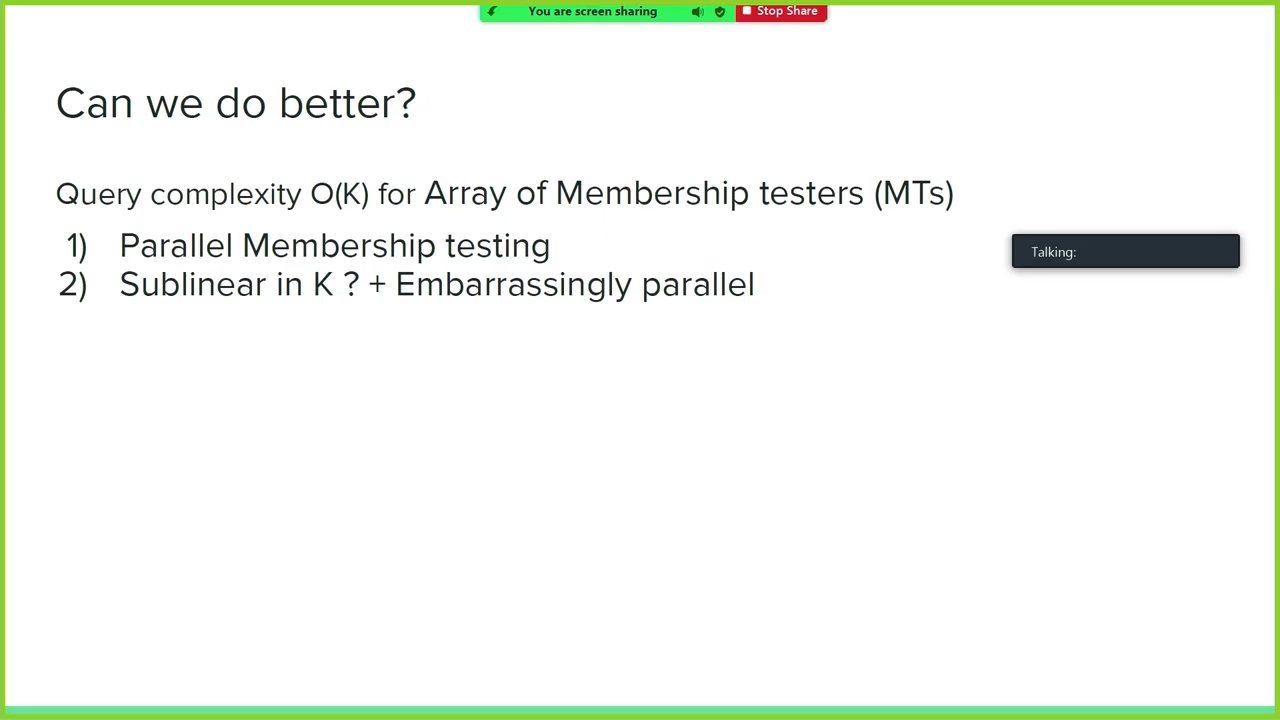 You are screen sharing
Stop Share
Can we do better?
Query complexity O(K) for Array of Membership testers (MTs)
1) Parallel Membership testing
Talking:
2) Sublinear in K ? + Embarrassingly parallel